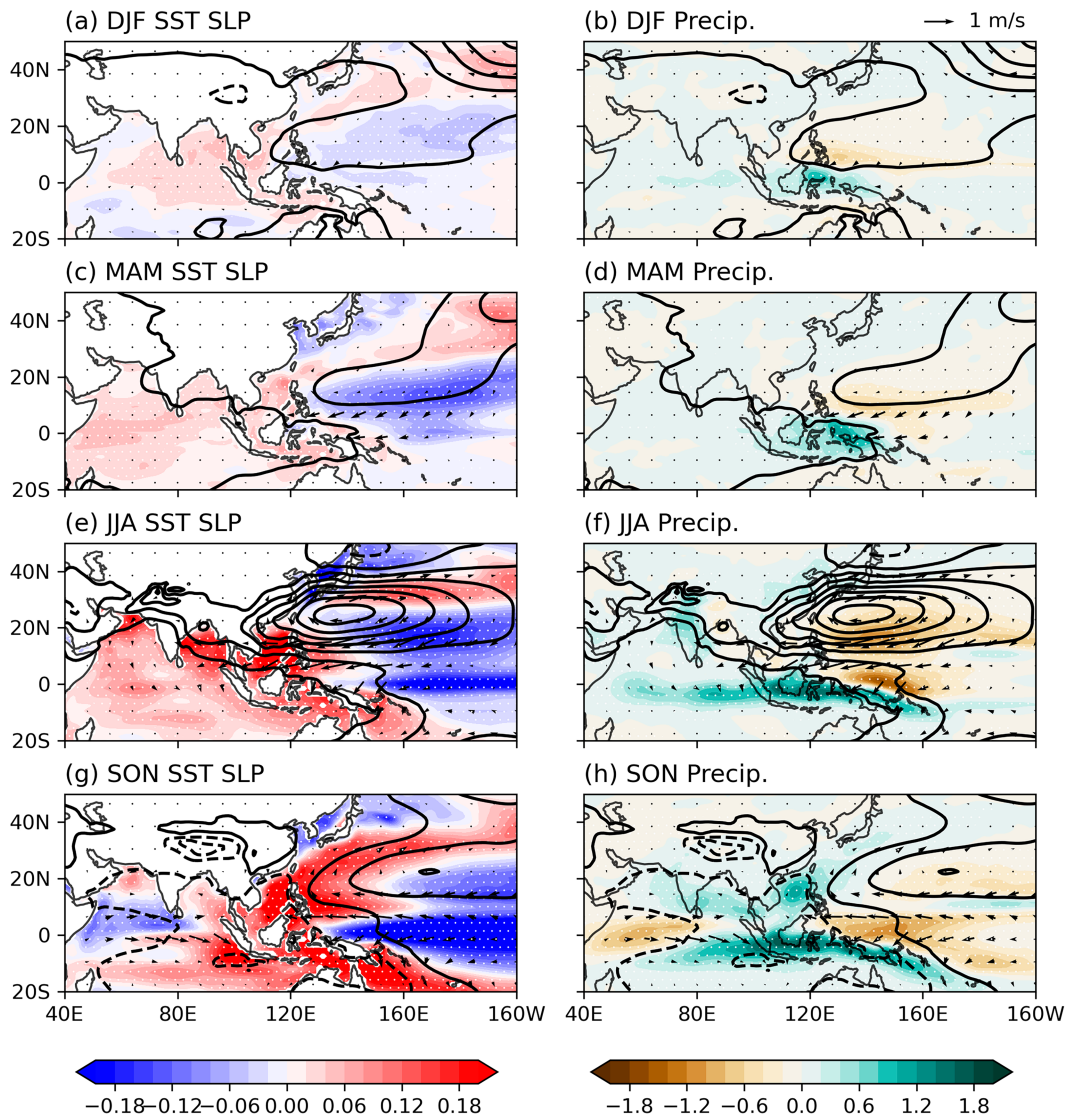 (a) DJF SST SLP
(b) DJF Precip.
1 m/s
40N
20N
0
20S
(c) MAM SST SLP
(d) MAM Precip.
40N
20N
0
20S
(e) JJA SST SLP
(f) JJA Precip.
40N
20N
0
20S
(g) SON SST SLP
(h) SON Precip.
40N
20N
0
20S
40E 80E 120E 160E 160W
40E 80E 120E 160E 160W
−0.18 −0.12 −0.06 0.00 0.06 0.12 0.18
−1.8 −1.2 −0.6 0.0 0.6 1.2 1.8